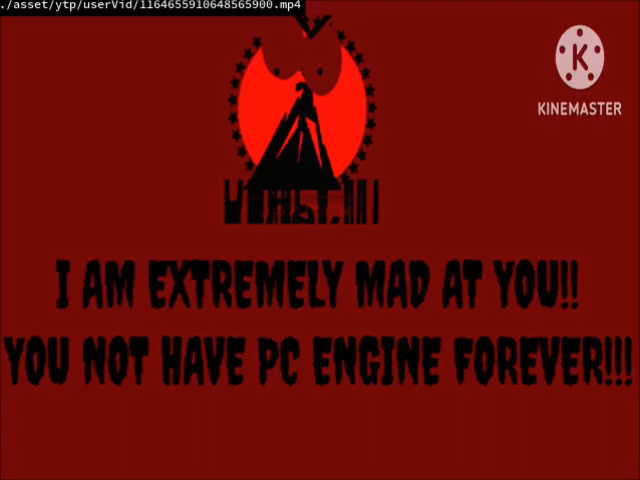 ./asset/ytp/userVid/1164655910648565900.mp4
KINEMASTER
I AM EXTREMELY MAD AT YOU!!
YOU NOT HAVE PC ENGINE FOREVER!!!